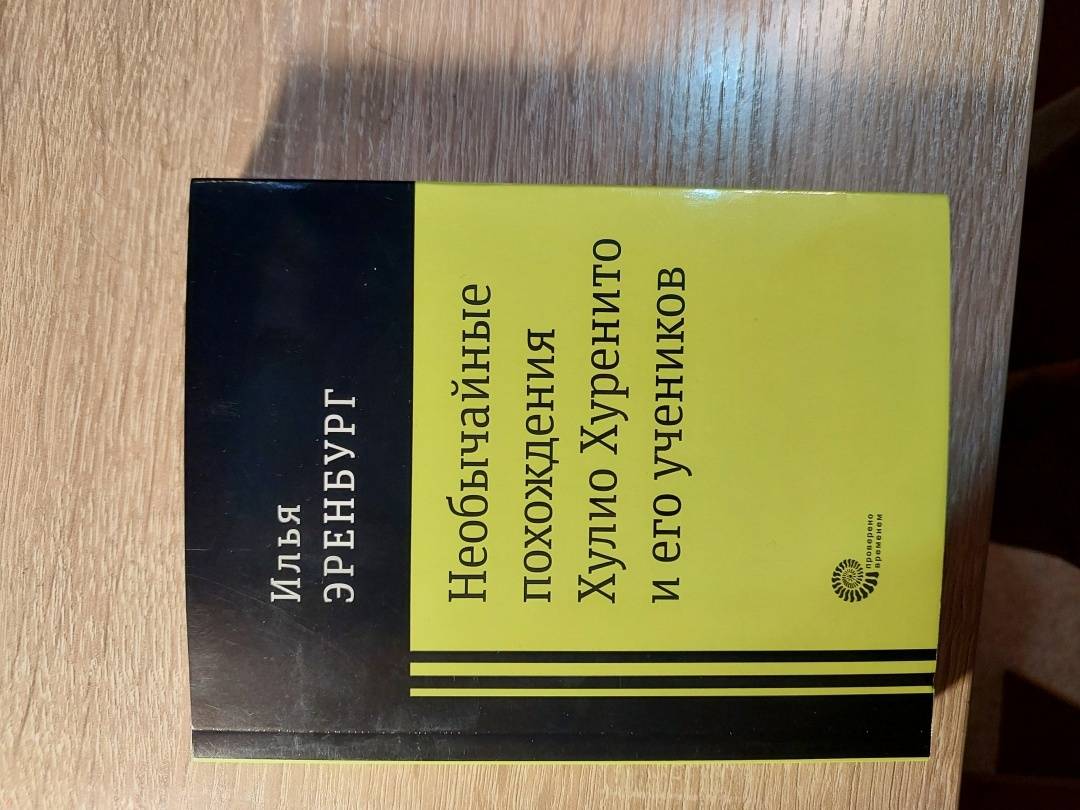 Илья
ЭРЕНБУРГ
Необычайные
похождения
Хулио Хуренито
и его учеников
проверено
временем